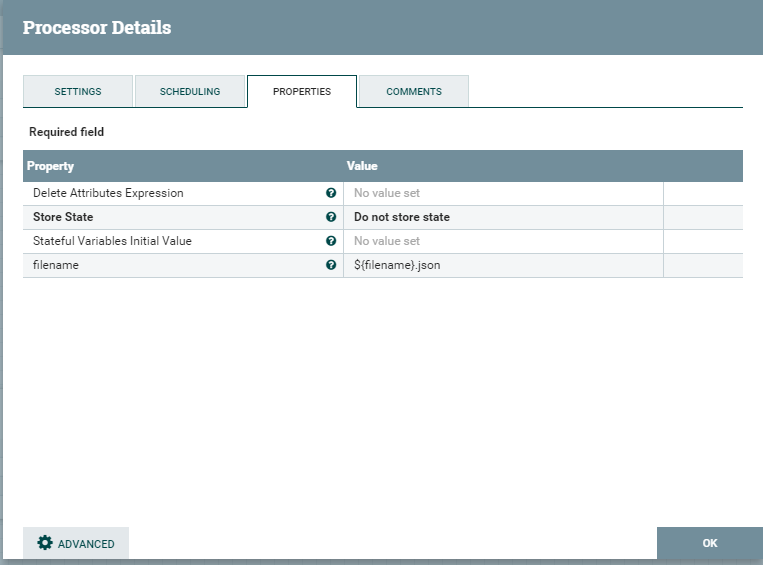 Processor Details
SETTINGS SCHEDULING PROPERTIES COMMENTS
Required field
Property Value
Delete Attributes Expression No value set
Store State Do not store state
Stateful Variables Initial Value No value set
filename ${filename}.json
ADVANCED OK